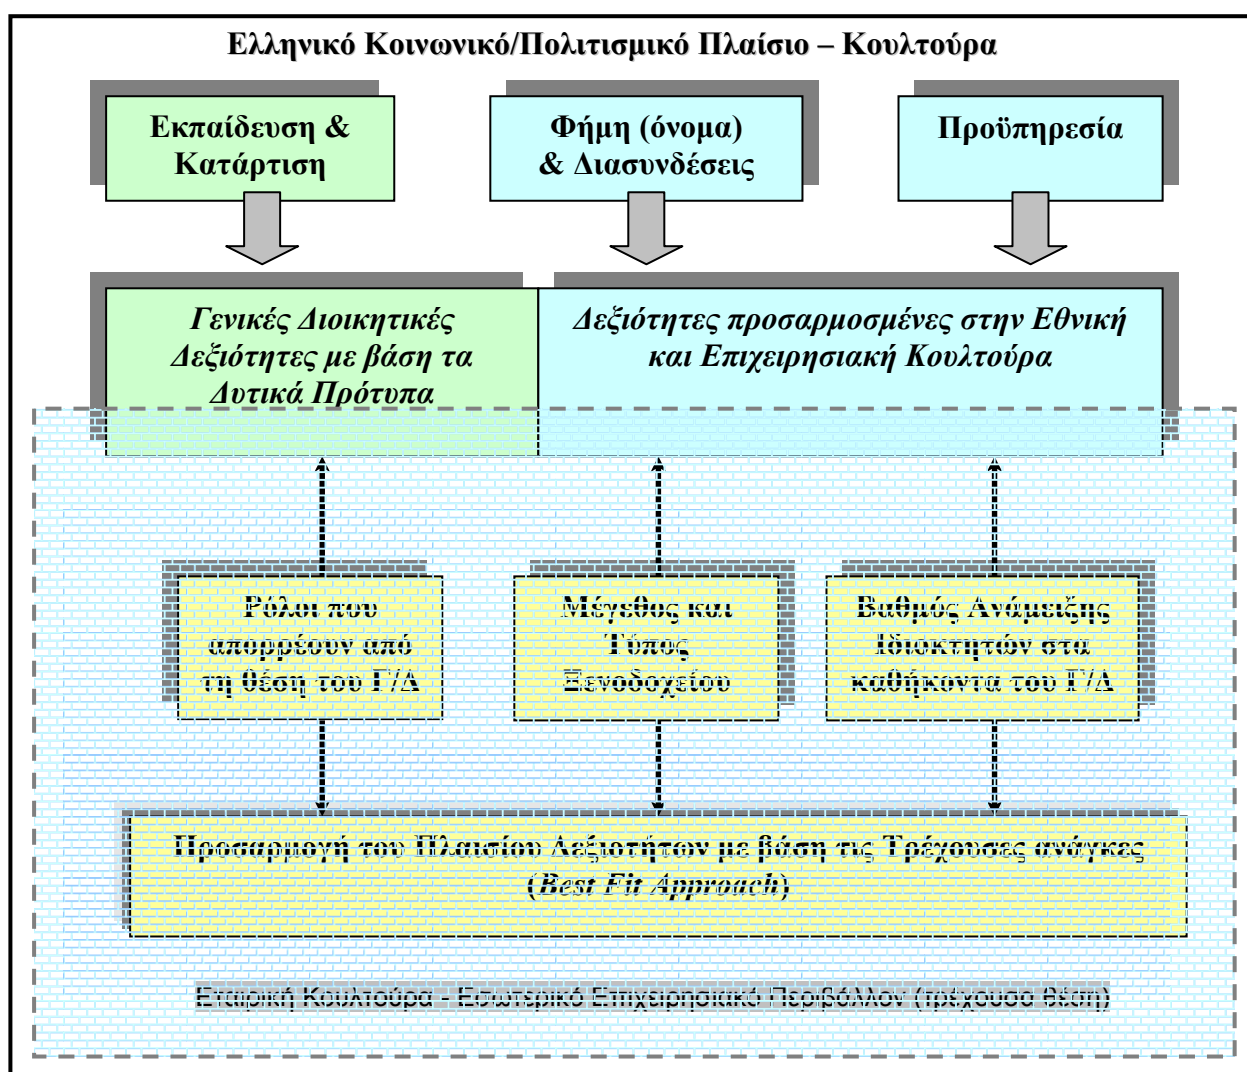 Ελληνικό Κοινωνικό/Πολιτισμικό Πλαίσιο – Κουλτούρα
Εκπαίδευση &
Κατάρτιση
Φήμη (όνομα)
& Διασυνδέσεις
Προϋπηρεσία
Γενικές Διοικητικές
Δεξιότητες με βάση τα
Δυτικά Πρότυπα
Δεξιότητες προσαρμοσμένες στην Εθνική
και Επιχειρησιακή Κουλτούρα
Ρόλοι που
απορρέουν από
τη θέση του Γ/Δ
Μέγεθος και
Τύπος
Ξενοδοχείου
Βαθμός Ανάμειξης
Ιδιοκτητών στα
καθήκοντα του Γ/Δ
Προσαρμογή του Πλαισίου Δεξιοτήτων με βάση τις Τρέχουσες ανάγκες
(Best Fit Approach)
Εταιρική Κουλτούρα - Εσωτερικό Επιχειρησιακό Περιβάλλον (τρέχουσα θέση)